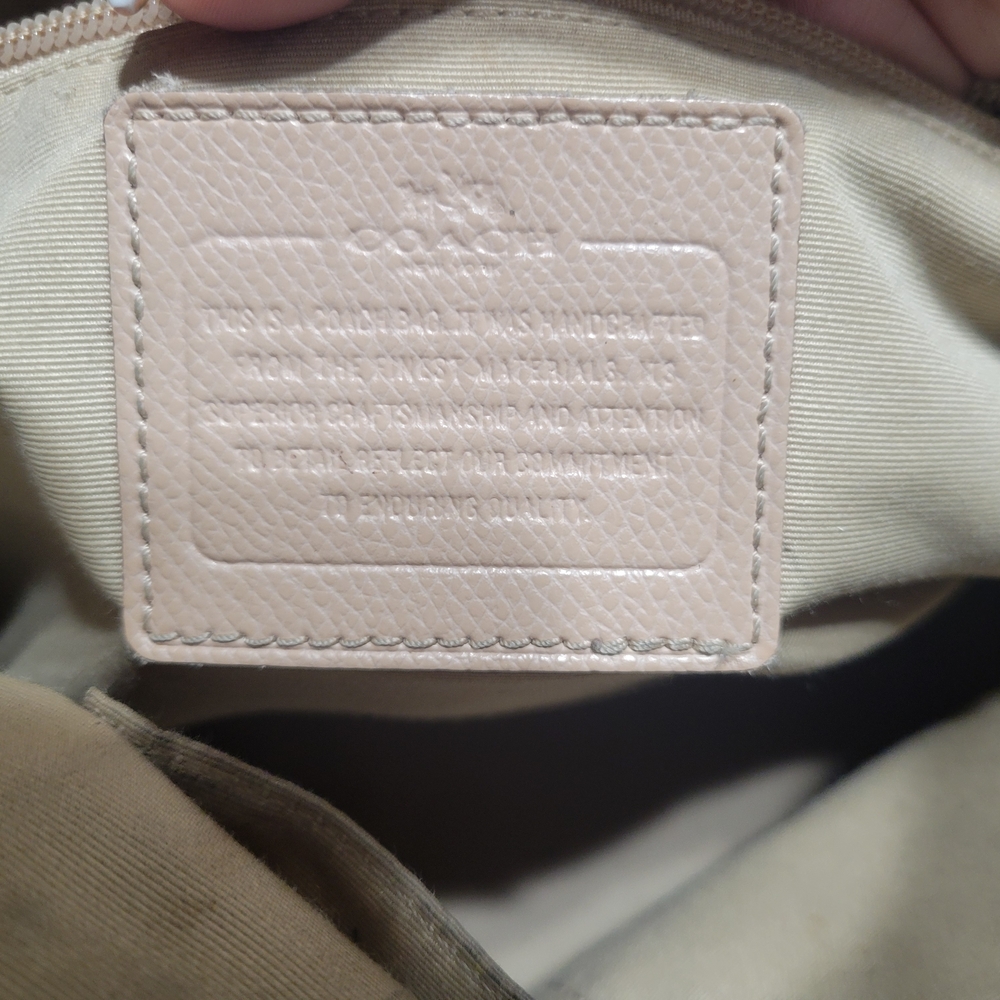 COACH
NEW YORK
THIS IS A COACH BAG. IT WAS HANDCRAFTED
FROM THE FINEST MATERIALS. ITS
SUPERIOR CRAFTSMANSHIP AND ATTENTION
TO DETAIL REFLECT OUR COMMITMENT
TO ENDURING QUALITY.